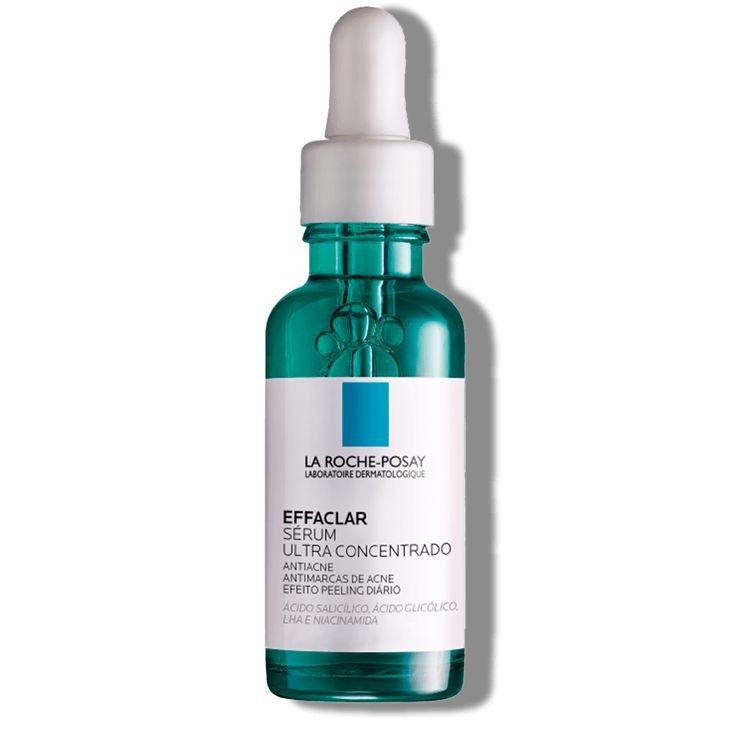 LA ROCHE-POSAY
LABORATOIRE DERMATOLOGIQUE
EFFACLAR
SÉRUM
ULTRA CONCENTRADO
ANTIACNE
ANTIMARCAS DE ACNE
EFEITO PEELING DIÁRIO
ÁCIDO SALICÍLICO, ÁCIDO GLICÓLICO,
LHA E NIACINAMIDA